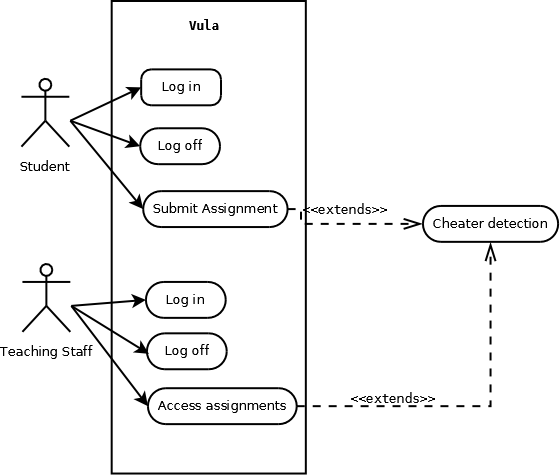 Vula
Log in
Log off
Student
Submit Assignment
<<extends>>
Cheater detection
Log in
Log off
Teaching Staff
Access assignments
<<extends>>